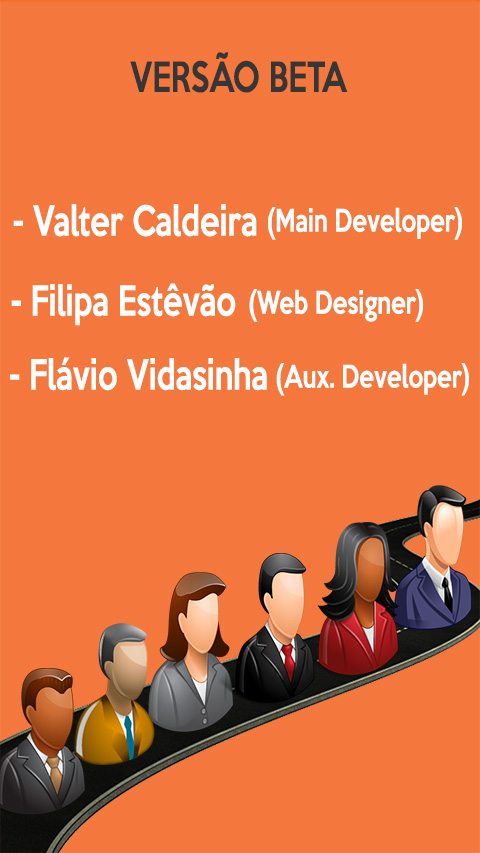 VERSÃO BETA
- Valter Caldeira (Main Developer)
- Filipa Estêvão (Web Designer)
- Flávio Vidasinha (Aux. Developer)